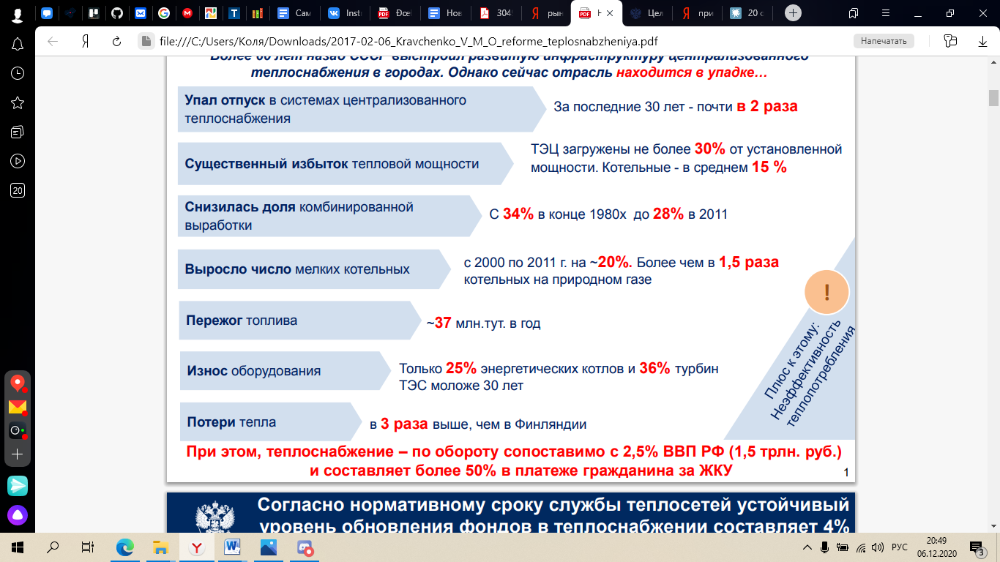 Сам
Inst
Dœ
Нов
304
рын
Н
Цел
при
20 с
file:///C:/Users/Коля/Downloads/2017-02-06_Kravchenko_V_M_O_reforme_teplosnabzheniya.pdf
Напечатать
20
Более 60 лет назад СССР выстроил развитую инфраструктуру централизованного
теплоснабжения в городах. Однако сейчас отрасль находится в упадке…
Упал отпуск в системах централизованного
теплоснабжения
За последние 30 лет - почти в 2 раза
Существенный избыток тепловой мощности
ТЭЦ загружены не более 30% от установленной
мощности. Котельные - в среднем 15 %
Снизилась доля комбинированной
выработки
С 34% в конце 1980х до 28% в 2011
Выросло число мелких котельных
с 2000 по 2011 г. на ~20%. Более чем в 1,5 раза
котельных на природном газе
Пережог топлива
~37 млн.тут. в год
Износ оборудования
Только 25% энергетических котлов и 36% турбин
ТЭС моложе 30 лет
Потери тепла
в 3 раза выше, чем в Финляндии
!
Плюс к этому:
Неэффективность
теплопотребления
При этом, теплоснабжение – по обороту сопоставимо с 2,5% ВВП РФ (1,5 трлн. руб.)
и составляет более 50% в платеже гражданина за ЖКУ
1
Согласно нормативному сроку службы теплосетей устойчивый
уровень обновления фондов в теплоснабжении составляет 4%
РУС
20:49
06.12.2020
3